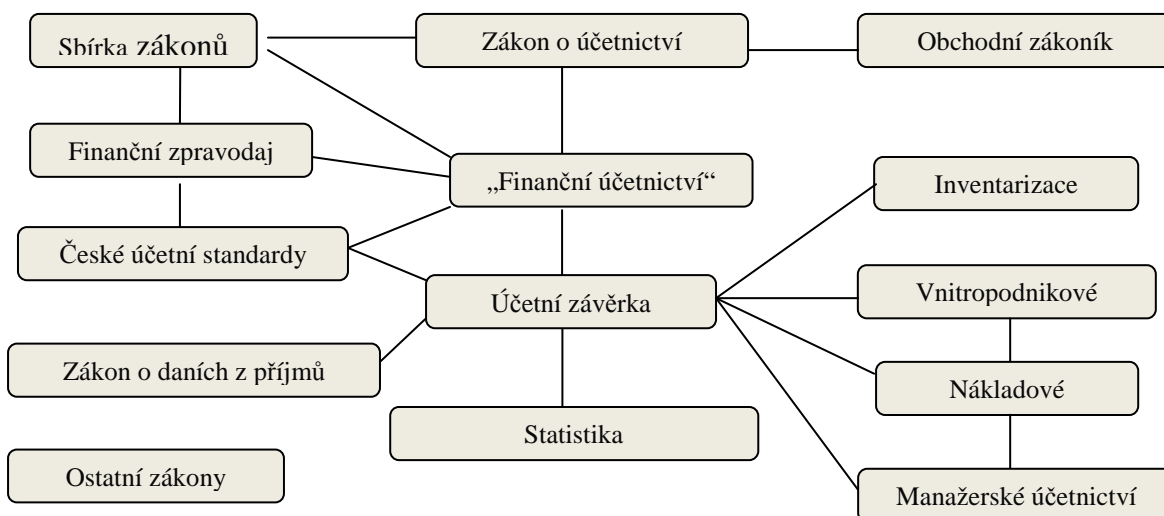 Sbírka zákonů
Zákon o účetnictví
Obchodní zákoník
Finanční zpravodaj
„Finanční účetnictví“
Inventarizace
České účetní standardy
Účetní závěrka
Vnitropodnikové
Zákon o daních z příjmů
Nákladové
Statistika
Ostatní zákony
Manažerské účetnictví